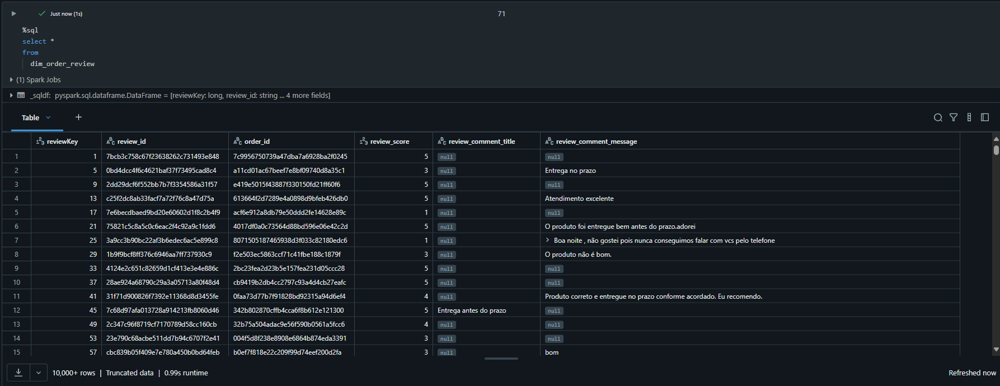 Just now (1s)
71
%sql
select *
from
dim_order_review
(1) Spark Jobs
_sqldf: pyspark.sql.dataframe.DataFrame = [reviewKey: long, review_id: string ... 4 more fields]
Table +
reviewKey review_id order_id review_score review_comment_title review_comment_message
1 1 7bcb3c758c67f23638262c731493e848 7c9956750739a47dba7a6928ba2f0245 5 null null
2 5 0bd4dcc4f6c4621baf37f73495cad8c4 a11cd01ac67beef7e8bf09740d8a35c1 3 null Entrega no prazo
3 9 2dd29dcf6f552bb7b7f3354586a31f57 e419e5015f43887f330150fd21ff60f6 5 null null
4 13 c25f2dc8ab33facf7a72f76c8a47d75a 613664f2d7289e4a0898d9bfeb426db0 5 null Atendimento excelente
5 17 7e6becdbaed9bd20e60602d1f8c2b4f9 acf6e912a8db79e50ddd2fe14628e89c 1 null null
6 21 75821c5c8a5c0c6eac2f4c92a9c1fdd6 4017df0a0c73564d88bd596e06e42c2d 5 null O produto foi entregue bem antes do prazo.adorei
7 25 3a9cc3b90bc22af3b6edec6ac5e899c8 8071505187465938d3f033c82180edc6 1 null Boa noite , não gostei pois nunca conseguimos falar com vcs pelo telefone
8 29 1b9f9bcf8ff376c6946aa7ff737930c9 f2e503ec5863ccf71c41fbe188c1879f 3 null O produto não é bom.
9 33 4124e2c651c82659d1cf413e3e4e886c 2bc23fea2d23b5e157fea231d05ccc28 5 null null
10 37 28ae924a68790c29a3a05713a80f48d4 cb9419b2db4cc2797c93a4d4cb27eafc 5 null null
11 41 31f71d900826f7392e11368d8d3455fe 0faa73d77b7f91828bd92315a94d6ef4 4 null Produto correto e entregue no prazo conforme acordado. Eu recomendo.
12 45 7c68d97afa013728a914213fb8060d46 342b802870cffb4cca6f8b612e121300 5 Entrega antes do prazo null
13 49 2c347c96f8719cf7170789d58cc160cb 32b75a504adac9e56f590b0561a5fcc6 4 null null
14 53 23e790c68acbe511dd7b94c6707f2e41 004f5d8f238e8908e6864b874eda3391 3 null null
15 57 cbc839b05f409e7e780a450b0bd64feb b0ef7f818e22c209f99d74eef200d2fa 3 null bom
10,000+ rows | Truncated data | 0.99s runtime
Refreshed now